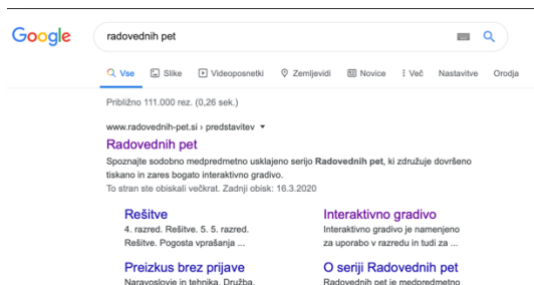 Google
radovednih pet
Vse Slike Videoposnetki Zemljevidi Novice Več Nastavitve Orodja
Približno 111.000 rez. (0,26 sek.)
www.radovednih-pet.si › predstavitev
Radovednih pet
Spoznajte sodobno medpredmetno usklajeno serijo Radovednih pet, ki združuje dovršeno
tiskano in zares bogato interaktivno gradivo.
To stran ste obiskali večkrat. Zadnji obisk: 16.3.2020
Rešitve
4. razred. Rešitve. 5. 5. razred.
Rešitve. Pogosta vprašanja ...
Interaktivno gradivo
Interaktivno gradivo je namenjeno
za uporabo v razredu in tudi za ...
Preizkus brez prijave
Naravoslovje in tehnika. Družba.
O seriji Radovednih pet
Radovednih pet je medpredmetno